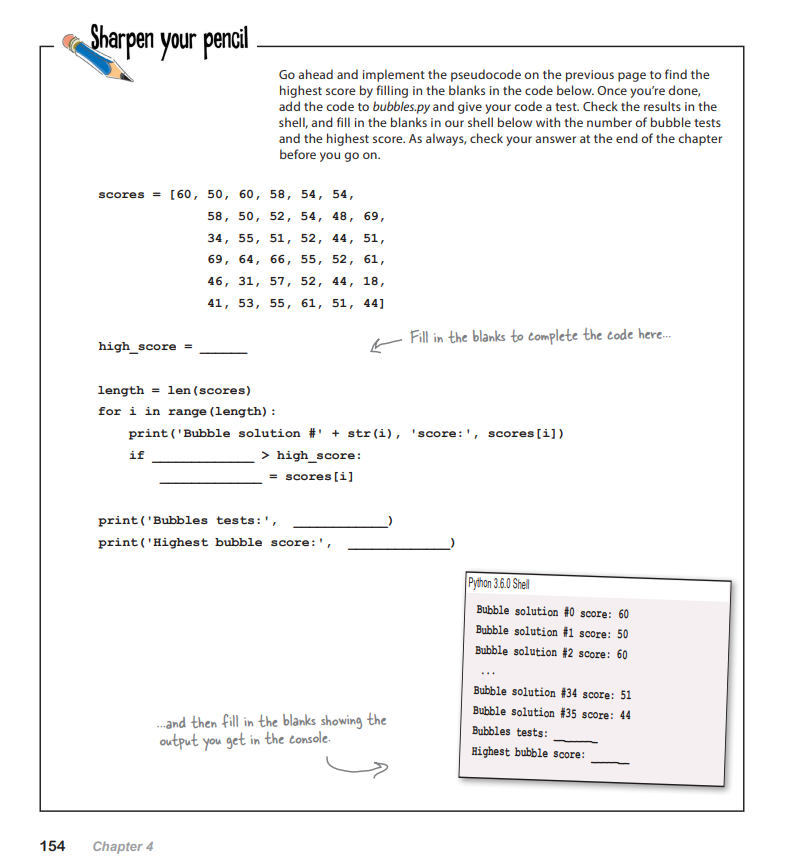 Sharpen your pencil
Go ahead and implement the pseudocode on the previous page to find the
highest score by filling in the blanks in the code below. Once you're done,
add the code to bubbles.py and give your code a test. Check the results in the
shell, and fill in the blanks in our shell below with the number of bubble tests
and the highest score. As always, check your answer at the end of the chapter
before you go on.
scores = [60, 50, 60, 58, 54, 54,
58, 50, 52, 54, 48, 69,
34, 55, 51, 52, 44, 51,
69, 64, 66, 55, 52, 61,
46, 31, 57, 52, 44, 18,
41, 53, 55, 61, 51, 44]
Fill in the blanks to complete the code here...
high_score = ______
length = len(scores)
for i in range(length):
print('Bubble solution #' + str(i), 'score:', scores[i])
if _____________ > high_score:
_____________ = scores[i]
print('Bubbles tests:', ____________)
print('Highest bubble score:', _____________)
Python 3.6.0 Shell
Bubble solution #0 score: 60
Bubble solution #1 score: 50
Bubble solution #2 score: 60
...
Bubble solution #34 score: 51
Bubble solution #35 score: 44
Bubbles tests: ______
Highest bubble score: _____
...and then fill in the blanks showing the
output you get in the console.
154 Chapter 4